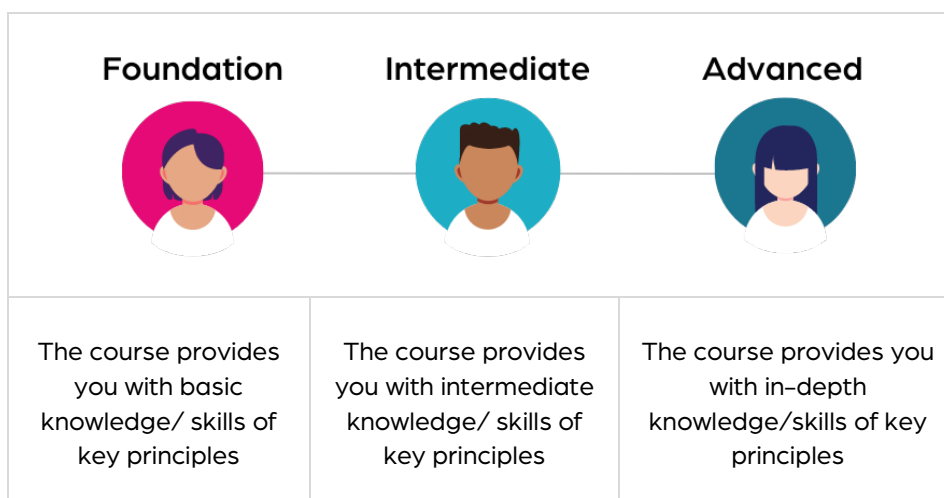 Foundation
Intermediate
Advanced
The course provides
you with basic
knowledge/ skills of
key principles
The course provides
you with intermediate
knowledge/ skills of
key principles
The course provides you
with in-depth
knowledge/skills of key
principles